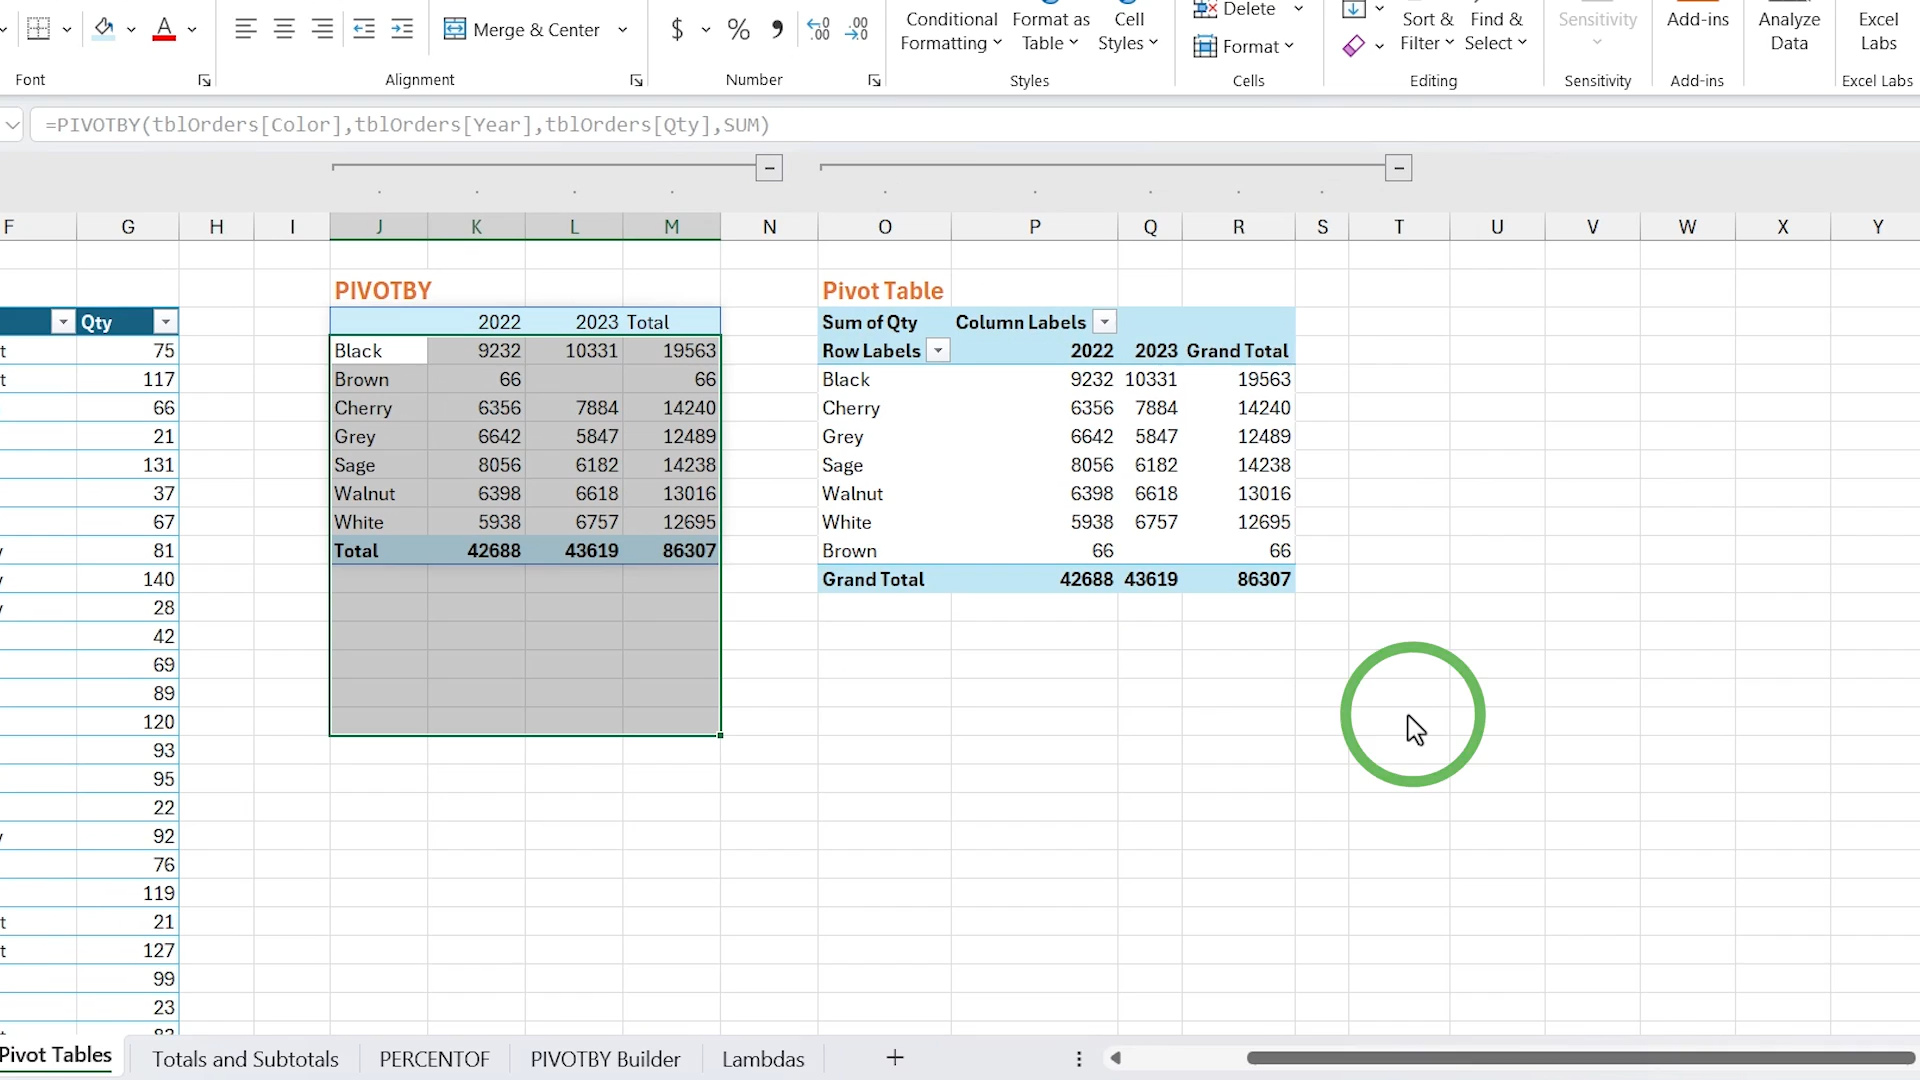 Merge & Center
$ % 9 .00 .00
Conditional Formatting
Format as Table
Cell Styles
Delete
Format
Sort & Filter
Find & Select
Sensitivity
Add-ins
Analyze Data
Excel Labs
Font Alignment Number Styles Cells Editing Sensitivity Add-ins Excel Labs
=PIVOTBY(tblOrders[Color],tblOrders[Year],tblOrders[Qty],SUM)
F G H I J K L M N O P Q R S T U V W X Y
Qty
t 75
t 117
66
21
131
37
67
y 81
140
y 28
42
69
89
120
93
95
22
y 92
76
119
t 21
t 127
99
23
PIVOTBY
2022 2023 Total
Black 9232 10331 19563
Brown 66 66
Cherry 6356 7884 14240
Grey 6642 5847 12489
Sage 8056 6182 14238
Walnut 6398 6618 13016
White 5938 6757 12695
Total 42688 43619 86307
Pivot Table
Sum of Qty Column Labels
Row Labels 2022 2023 Grand Total
Black 9232 10331 19563
Cherry 6356 7884 14240
Grey 6642 5847 12489
Sage 8056 6182 14238
Walnut 6398 6618 13016
White 5938 6757 12695
Brown 66 66
Grand Total 42688 43619 86307
Pivot Tables Totals and Subtotals PERCENTOF PIVOTBY Builder Lambdas